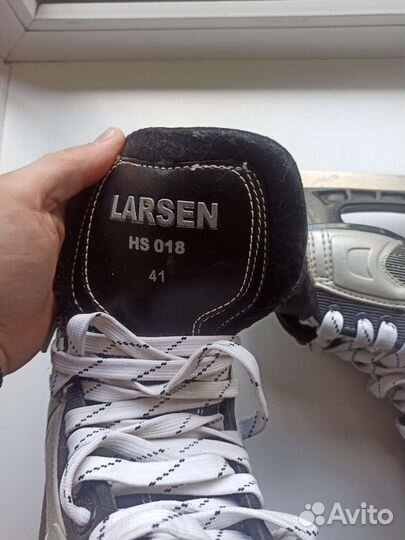 LARSEN
HS 018
41
Avito